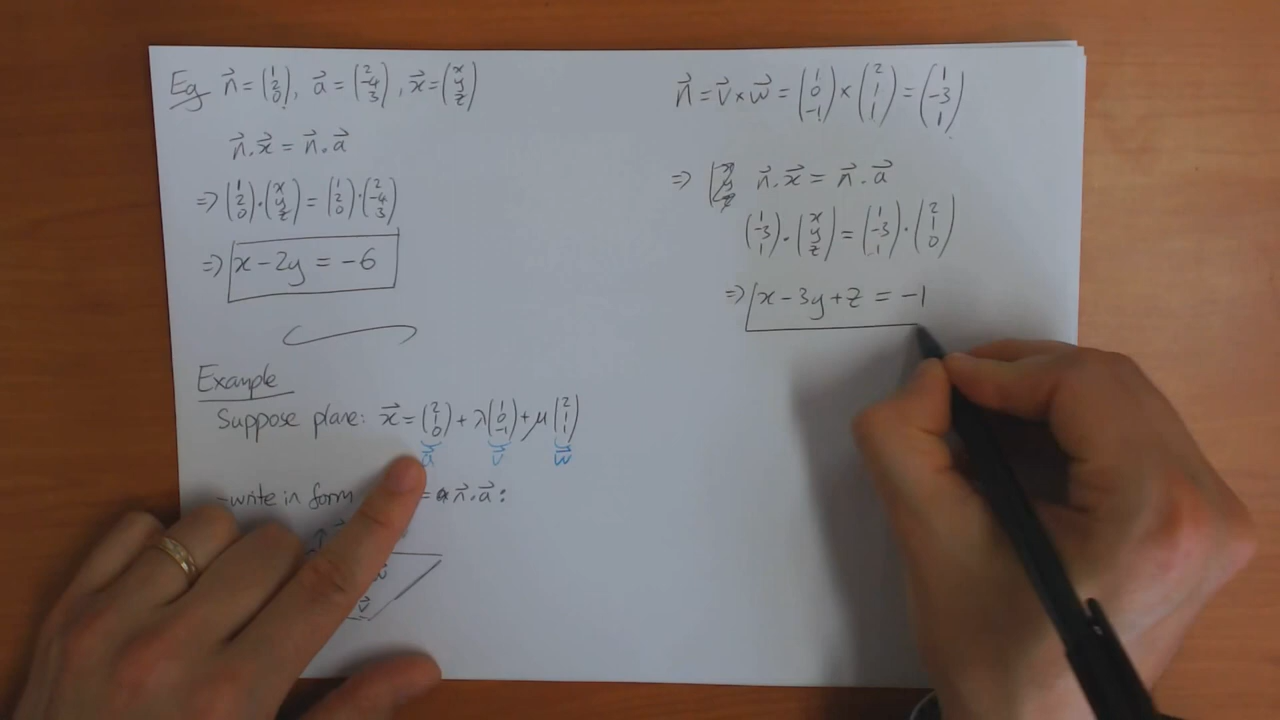 Eg n⃗ = (1 2 0), a⃗ = (2 -4 3), x⃗ = (x y z)
n⃗ . x⃗ = n⃗ . a⃗
⇒ (1 2 0) · (x y z) = (1 2 0) · (2 -4 3)
⇒ x - 2y = -6
Example
Suppose plane: x⃗ = (2 1 0) + λ(1 0 -1) + μ(2 1 1)
a⃗ v⃗ w⃗
-write in form = n⃗ . a⃗ :
w⃗
v⃗
n⃗ = v⃗ × w⃗ = (1 0 -1) × (2 1 1) = (1 -3 1)
⇒ n⃗ . x⃗ = n⃗ . a⃗
(1 -3 1) · (x y z) = (1 -3 1) · (2 1 0)
⇒ x - 3y + z = -1